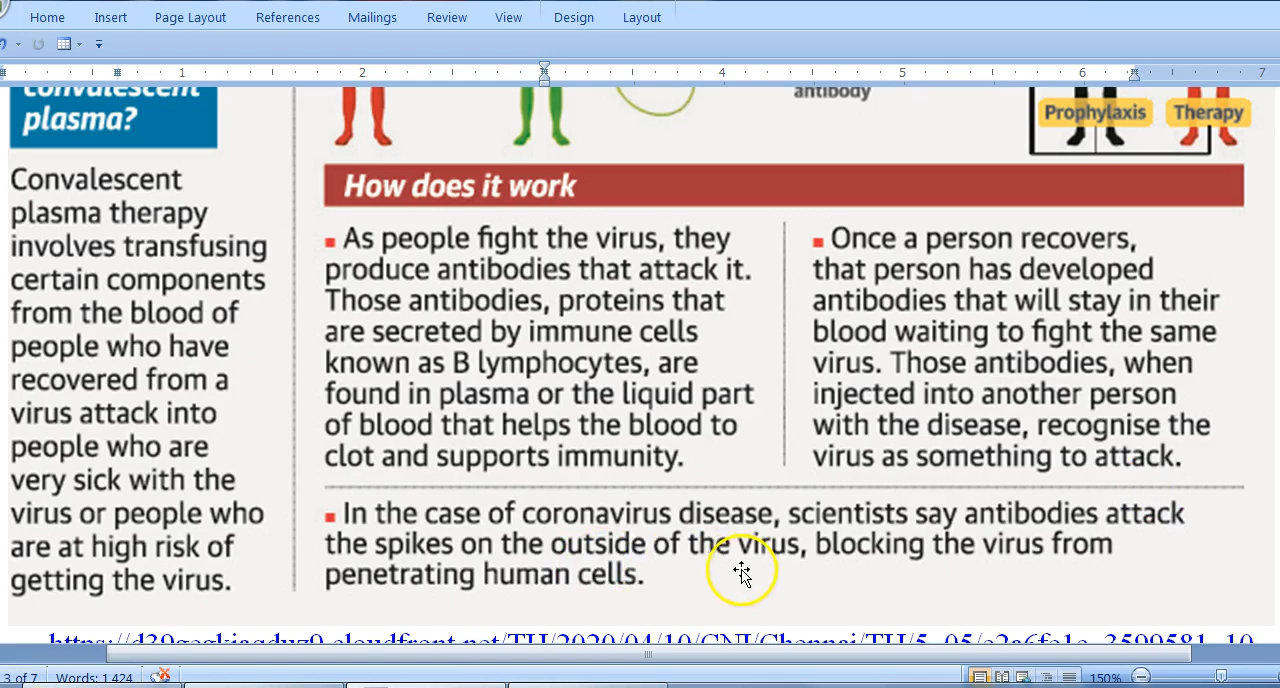 Home Insert Page Layout References Mailings Review View Design Layout
1 2 4 5 6 7
convalescent
plasma?
antibody
Prophylaxis Therapy
Convalescent
plasma therapy
involves transfusing
certain components
from the blood of
people who have
recovered from a
virus attack into
people who are
very sick with the
virus or people who
are at high risk of
getting the virus.
How does it work
As people fight the virus, they
produce antibodies that attack it.
Those antibodies, proteins that
are secreted by immune cells
known as B lymphocytes, are
found in plasma or the liquid part
of blood that helps the blood to
clot and supports immunity.
Once a person recovers,
that person has developed
antibodies that will stay in their
blood waiting to fight the same
virus. Those antibodies, when
injected into another person
with the disease, recognise the
virus as something to attack.
In the case of coronavirus disease, scientists say antibodies attack
the spikes on the outside of the virus, blocking the virus from
penetrating human cells.
3 of 7 Words: 1,424 150%